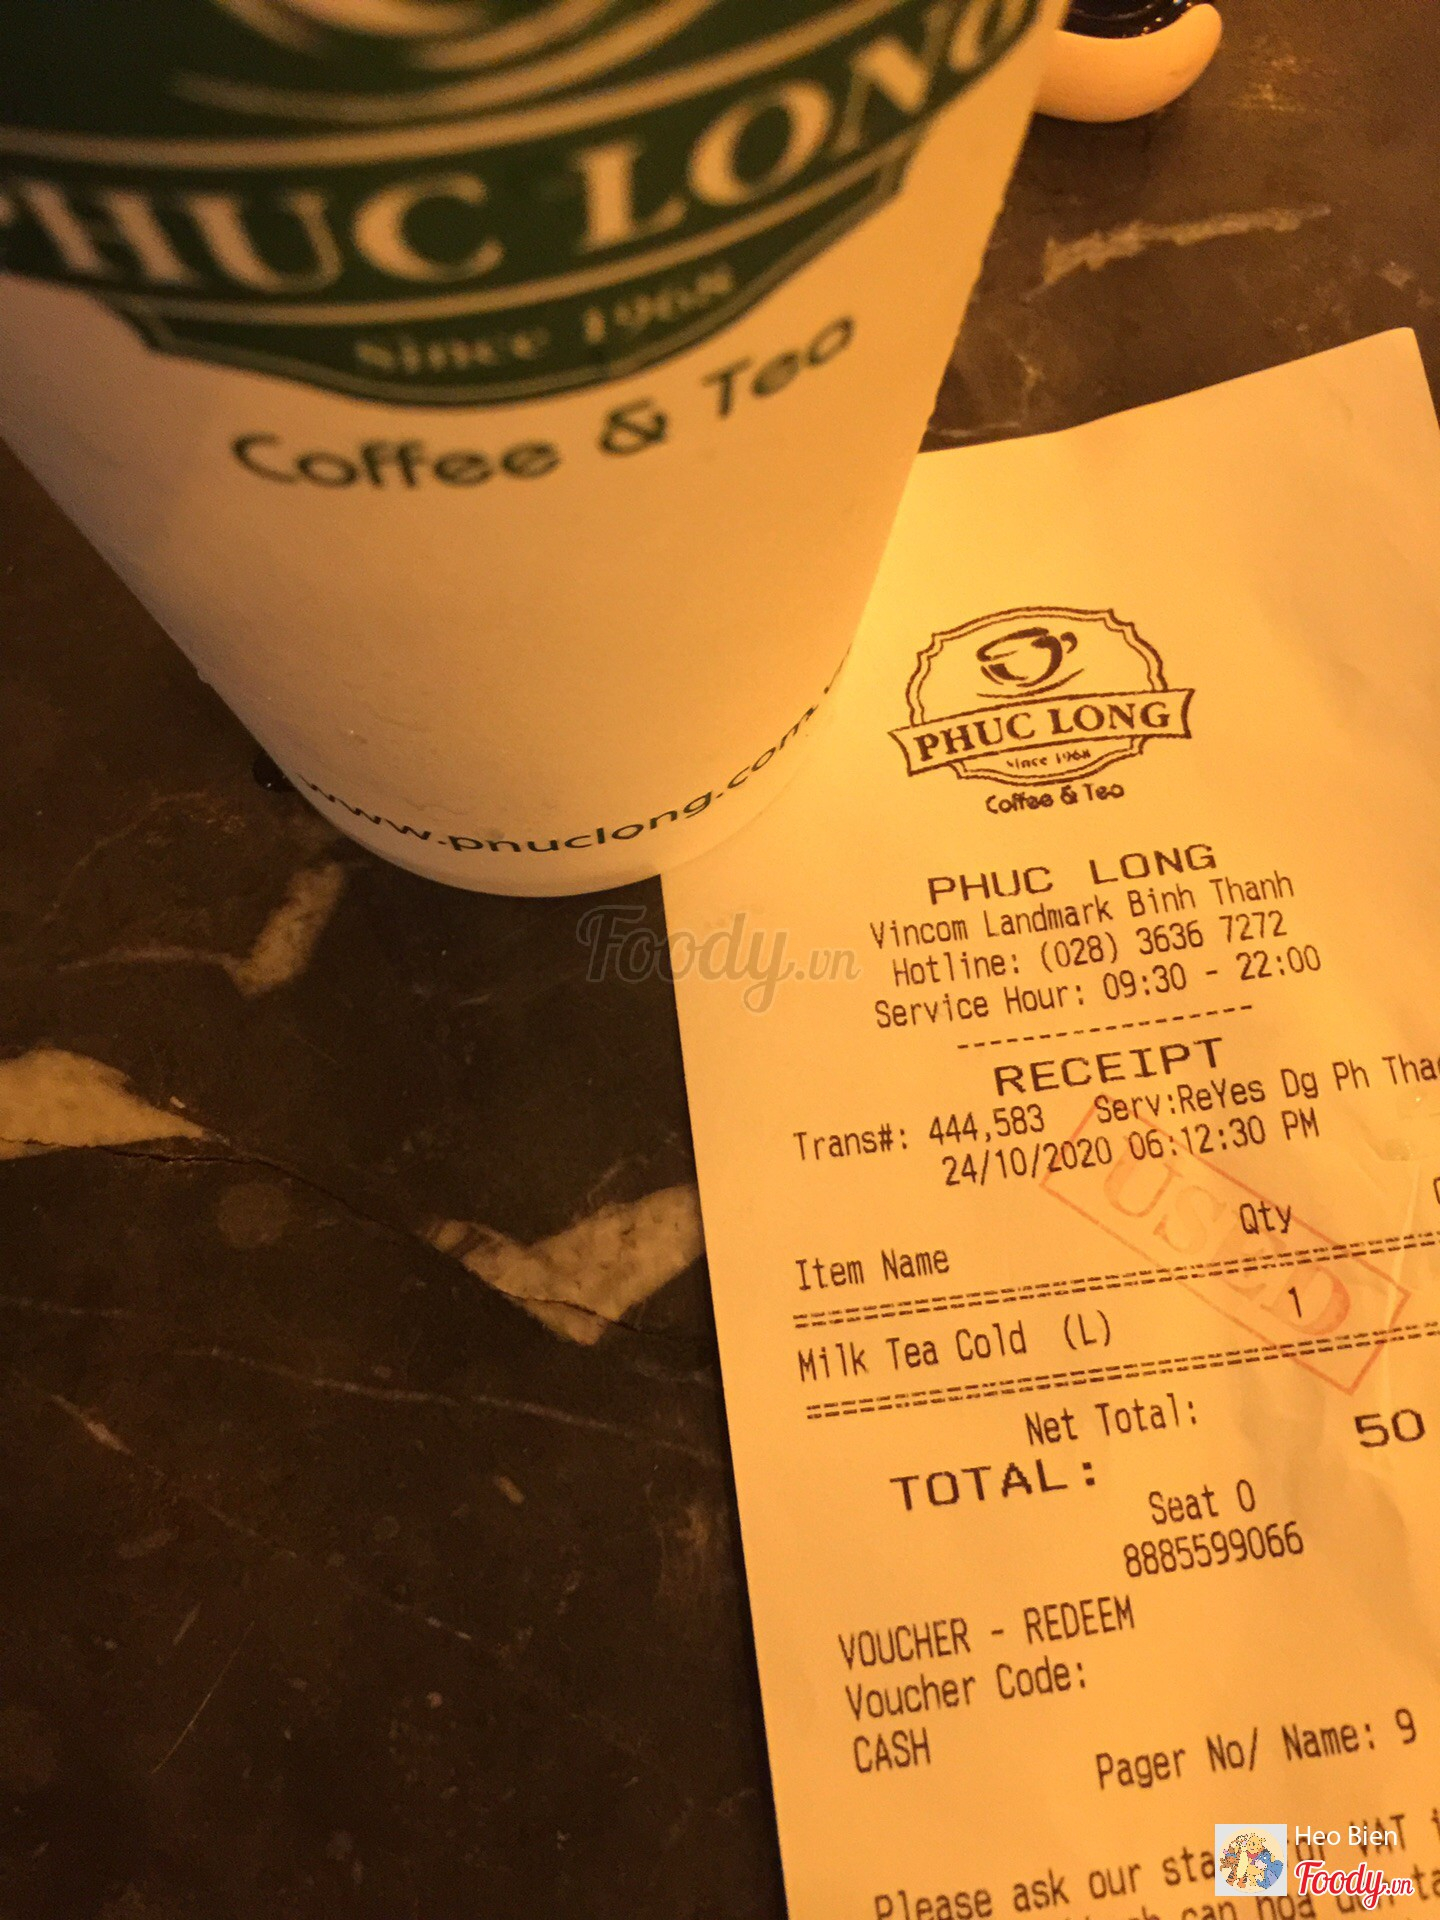 PHUC LONG
since 1968
Coffee & Tea
www.phuclong.com.
PHUC LONG
since 1968
Coffee & Tea
PHUC LONG
Vincom Landmark Binh Thanh
Hotline: (028) 3636 7272
Service Hour: 09:30 - 22:00
RECEIPT
Trans#: 444,583 Serv:ReYes Dg Ph Thao
24/10/2020 06:12:30 PM
USED
Item Name Qty
Milk Tea Cold (L) 1
Net Total:
TOTAL: 50
Seat 0
8885599066
VOUCHER - REDEEM
Voucher Code:
CASH
Pager No/ Name: 9
Please ask our for VAT
Foody.vn
Heo Bien
Foody.vn